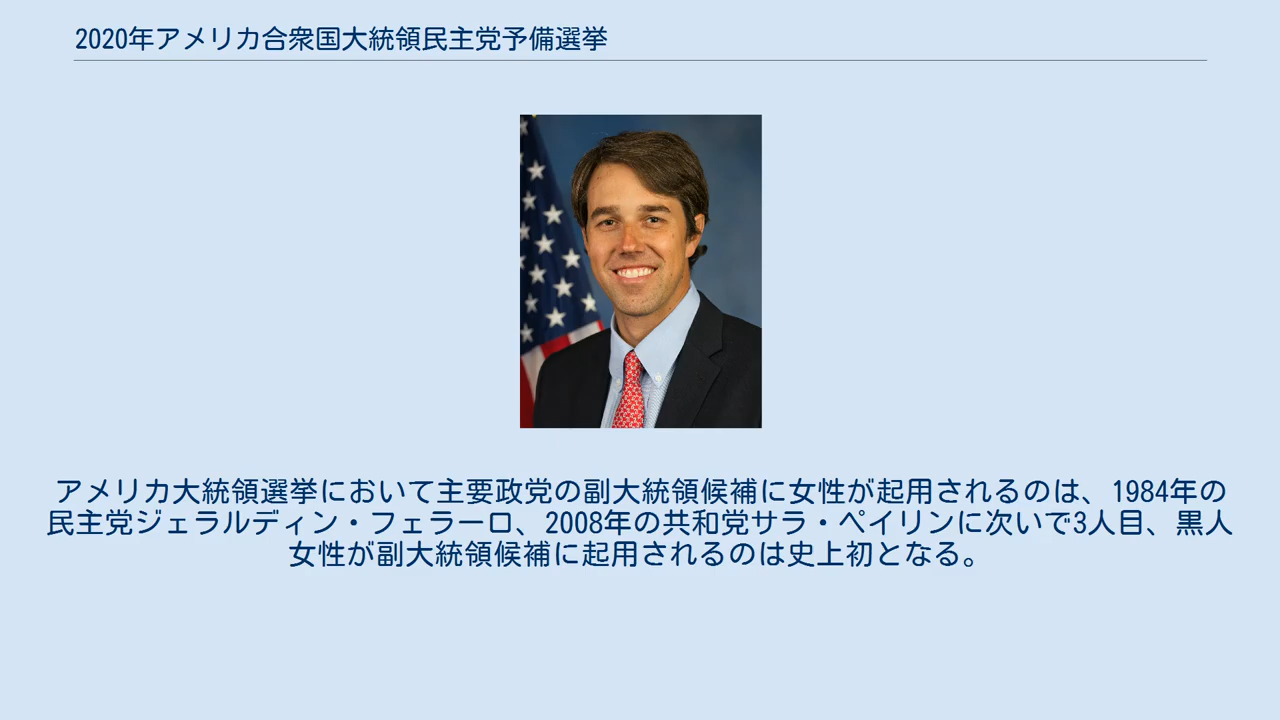 2020年アメリカ合衆国大統領民主党予備選挙
アメリカ大統領選挙において主要政党の副大統領候補に女性が起用されるのは、1984年の
民主党ジェラルディン・フェラーロ、2008年の共和党サラ・ペイリンに次いで3人目、黒人
女性が副大統領候補に起用されるのは史上初となる。